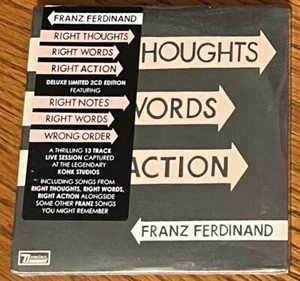 FRANZ FERDINAND
RIGHT THOUGHTS
RIGHT WORDS
RIGHT ACTION
DELUXE LIMITED 2CD EDITION
FEATURING
RIGHT NOTES
RIGHT WORDS
WRONG ORDER
A THRILLING 13 TRACK
LIVE SESSION CAPTURED
AT THE LEGENDARY
KONK STUDIOS
INCLUDING SONGS FROM
RIGHT THOUGHTS, RIGHT WORDS,
RIGHT ACTION ALONGSIDE
SOME OTHER FRANZ SONGS
YOU MIGHT REMEMBER
Domino
HOUGHTS
WORDS
ACTION
FRANZ FERDINAND